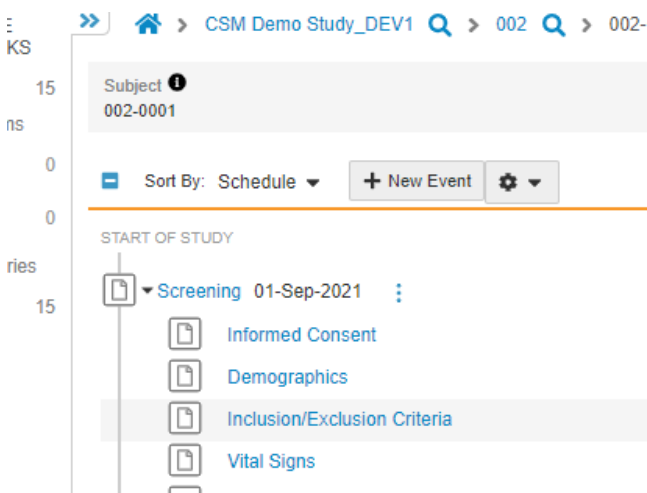 E
KS
15
ns
0
0
ries
15
CSM Demo Study_DEV1 > 002 > 002-
Subject
002-0001
Sort By: Schedule + New Event
START OF STUDY
Screening 01-Sep-2021
Informed Consent
Demographics
Inclusion/Exclusion Criteria
Vital Signs